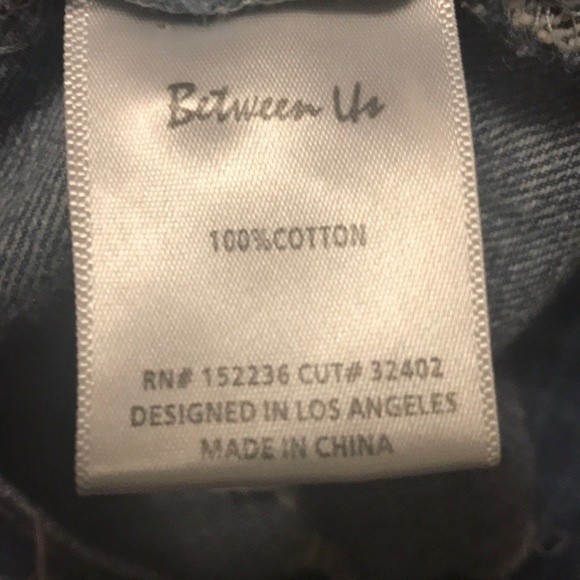 Between Us
100%COTTON
RN# 152236 CUT# 32402
DESIGNED IN LOS ANGELES
MADE IN CHINA